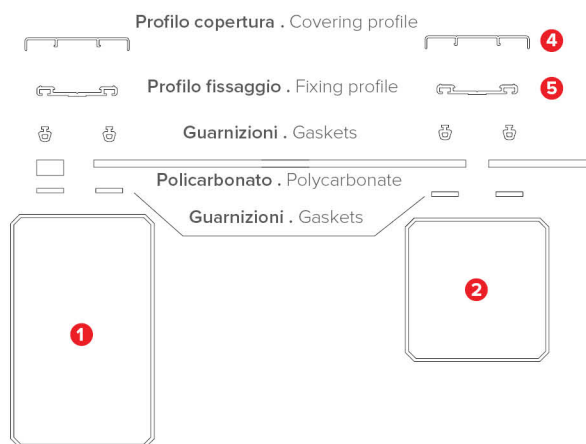 Profilo copertura . Covering profile
4
Profilo fissaggio . Fixing profile
5
Guarnizioni . Gaskets
Policarbonato . Polycarbonate
Guarnizioni . Gaskets
2
1